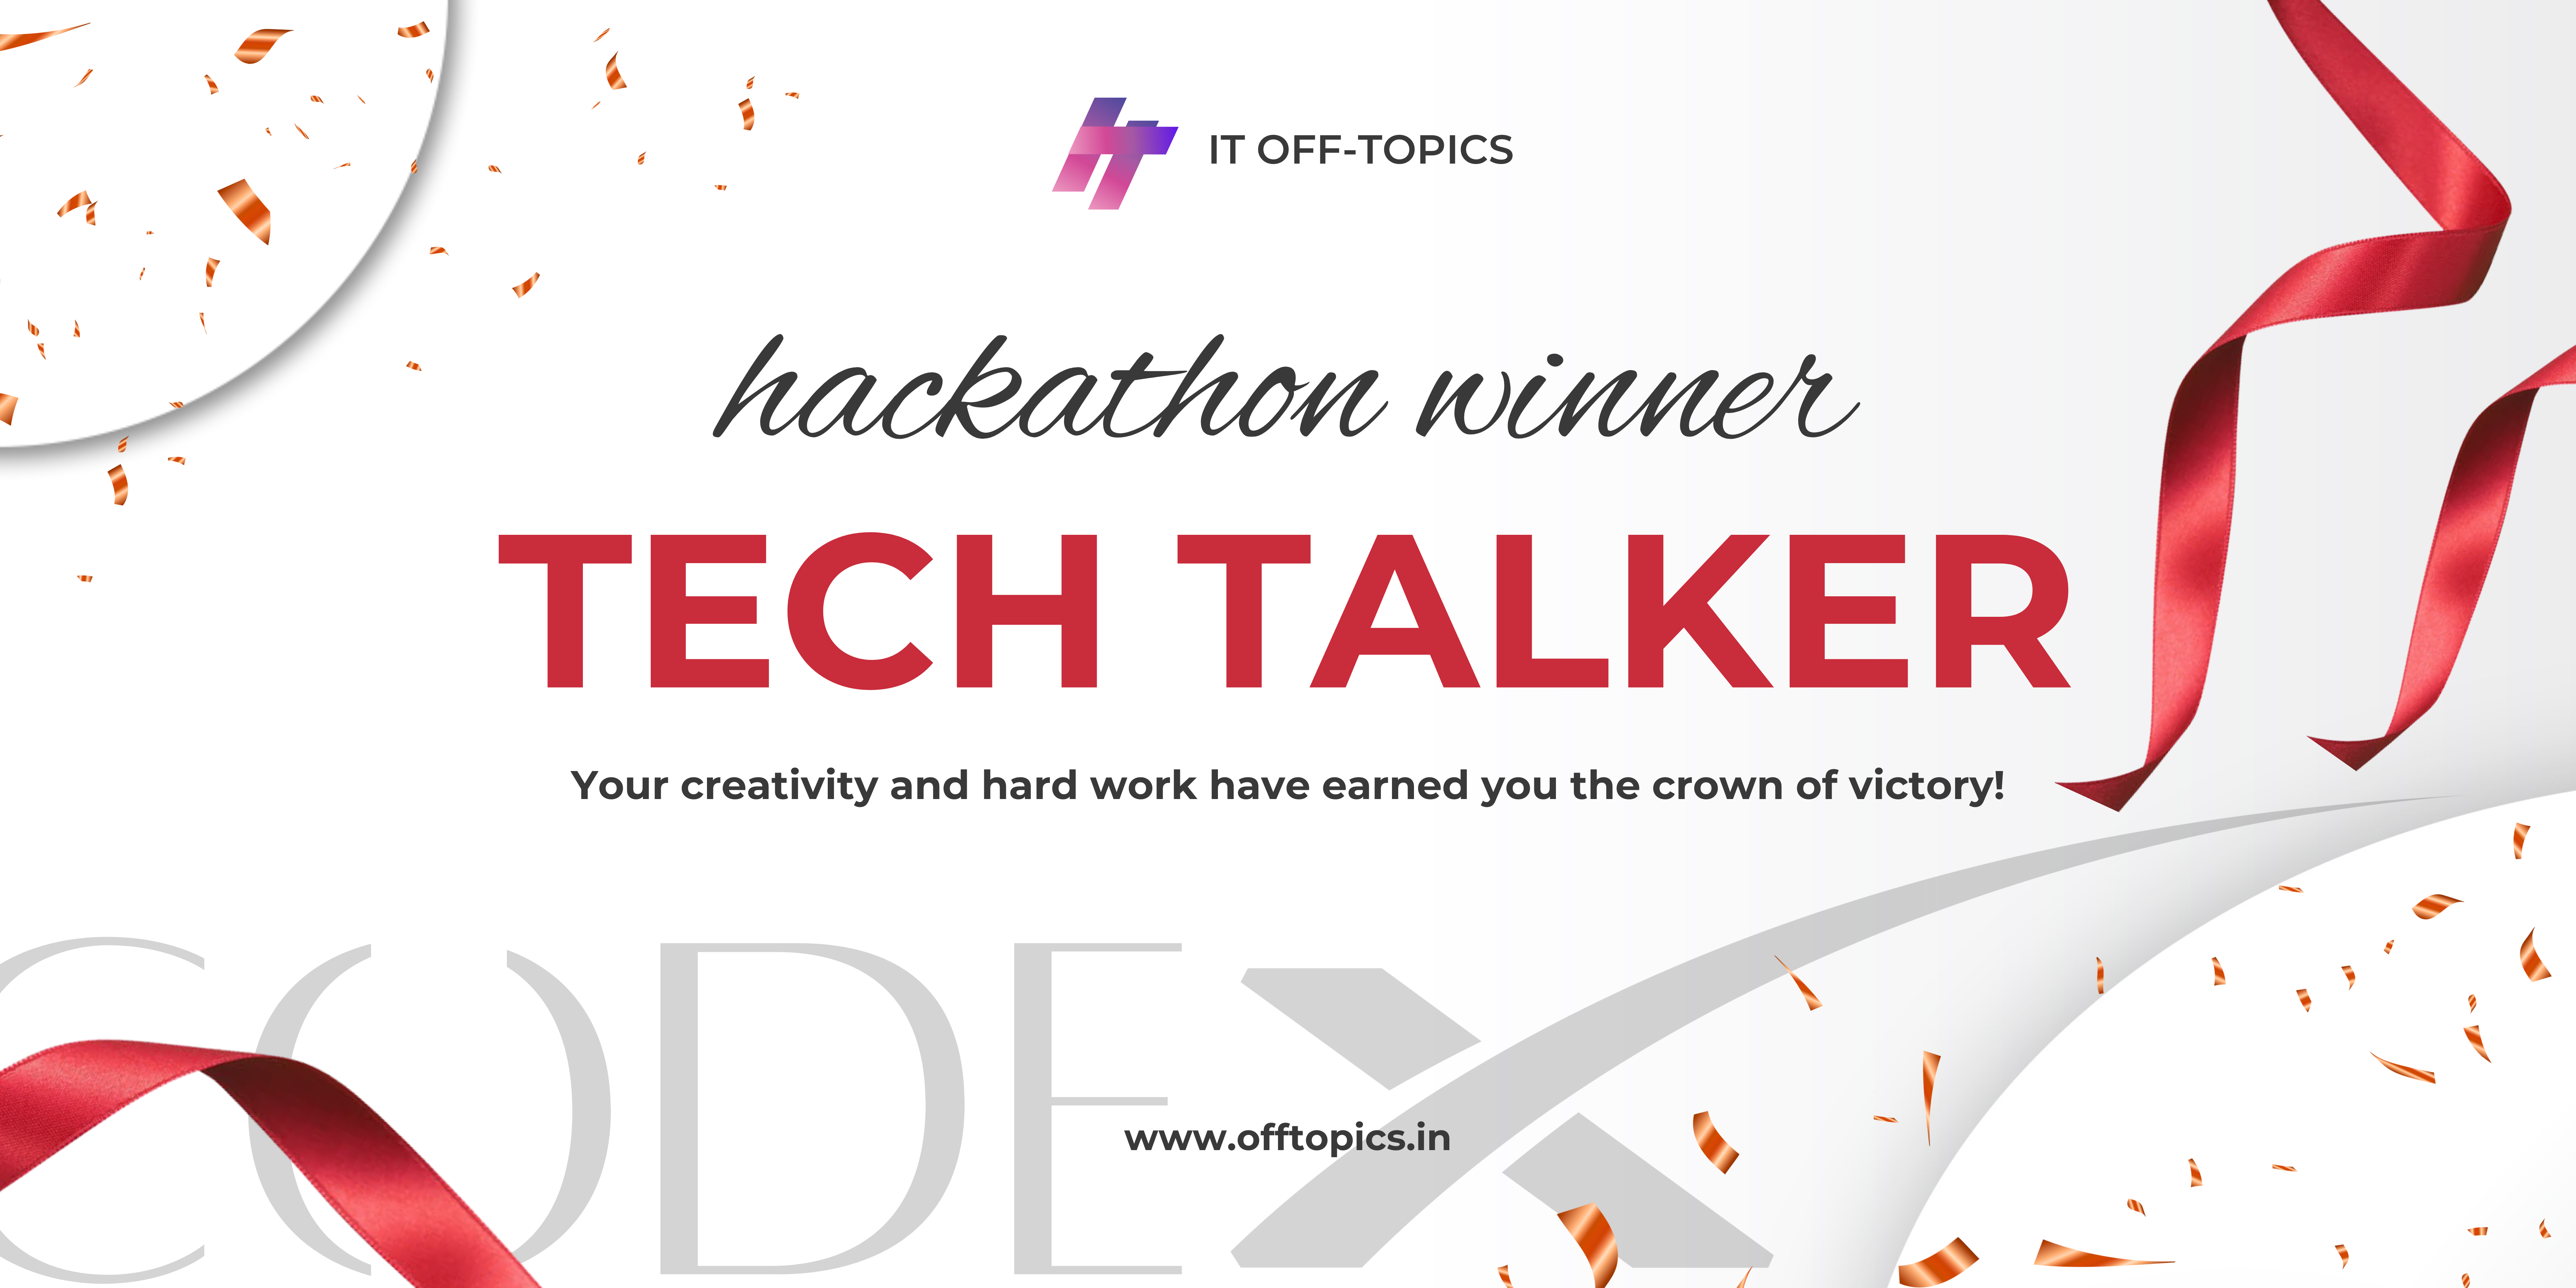 IT OFF-TOPICS
hackathon winner
TECH TALKER
Your creativity and hard work have earned you the crown of victory!
CODEX
www.offtopics.in